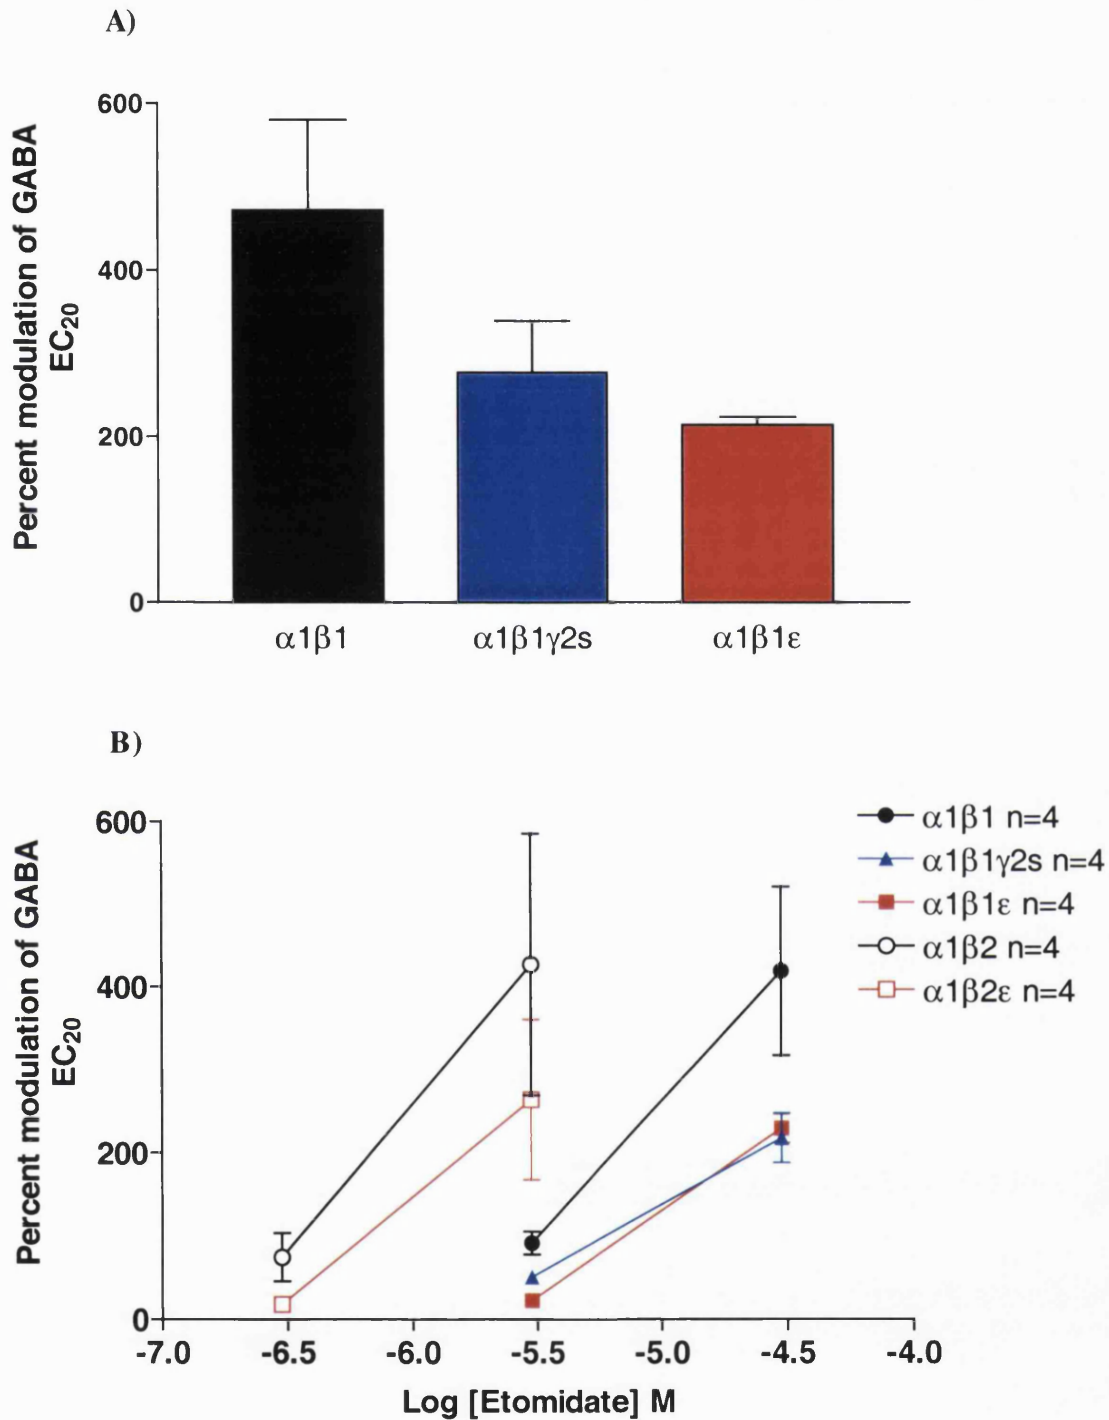 A)
Percent modulation of GABA
EC20
600
400
200
0
α1β1
α1β1γ2s
α1β1ε
B)
Percent modulation of GABA
EC20
600
400
200
0
-7.0
-6.5
-6.0
-5.5
-5.0
-4.5
-4.0
Log [Etomidate] M
α1β1 n=4
α1β1γ2s n=4
α1β1ε n=4
α1β2 n=4
α1β2ε n=4